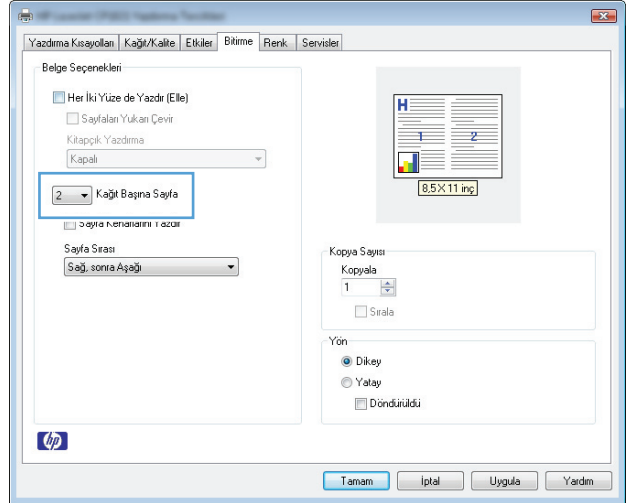 Yazdırma Kısayolları Kağıt/Kalite Etkiler Bitirme Renk Servisler
Belge Seçenekleri
Her İki Yüze de Yazdır (Elle)
Sayfaları Yukarı Çevir
Kitapçık Yazdırma
Kapalı
2 Kağıt Başına Sayfa
Sayfa Kenarlarını Yazdır
Sayfa Sırası
Sağ, sonra Aşağı
H
1 2
8,5 X 11 inç
Kopya Sayısı
Kopyala
1
Sırala
Yön
Dikey
Yatay
Döndürüldü
hp
Tamam İptal Uygula Yardım